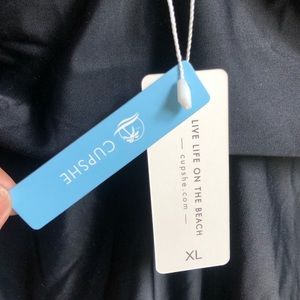 CUPSHE
LIVE LIFE ON THE BEACH
— cupshe.com —
XL